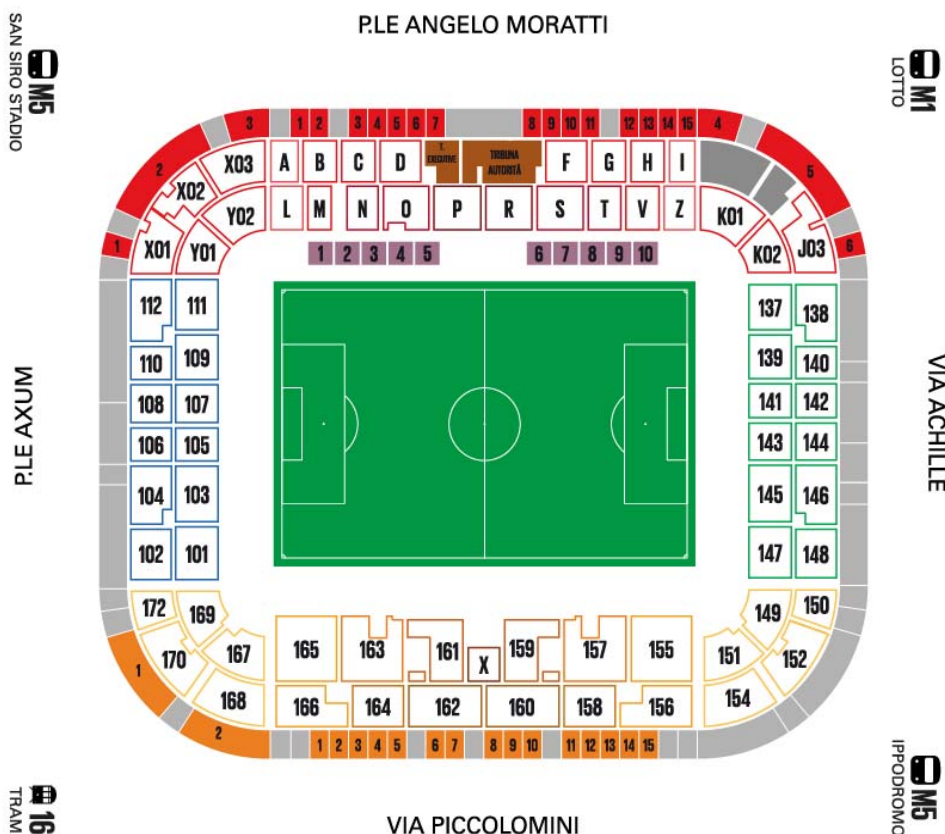 P.LE ANGELO MORATTI
M5
SAN SIRO STADIO
M1
LOTTO
3 1 2 3 4 5 6 7 8 9 10 11 12 13 14 15 4
2 5
1 6
X03 A B C D T. EXECUTIVE TRIBUNA AUTORITÀ F G H I
X02
Y02 L M N O P R S T V Z K01
X01 Y01 K02 J03
1 2 3 4 5 6 7 8 9 10
112 111 137 138
110 109 139 140
108 107 141 142
106 105 143 144
104 103 145 146
102 101 147 148
P.LE AXUM
VIA ACHILLE
172 169 149 150
170 167 165 163 161 X 159 157 155 151 152
168 166 164 162 160 158 156 154
1
2 1 2 3 4 5 6 7 8 9 10 11 12 13 14 15
16
TRAM
VIA PICCOLOMINI
M5
IPPODROMO